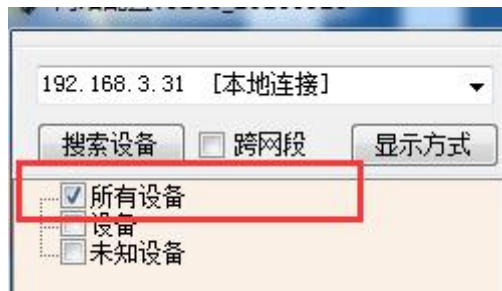 192.168.3.31 [本地连接]
搜索设备 跨网段 显示方式
所有设备
设备
未知设备